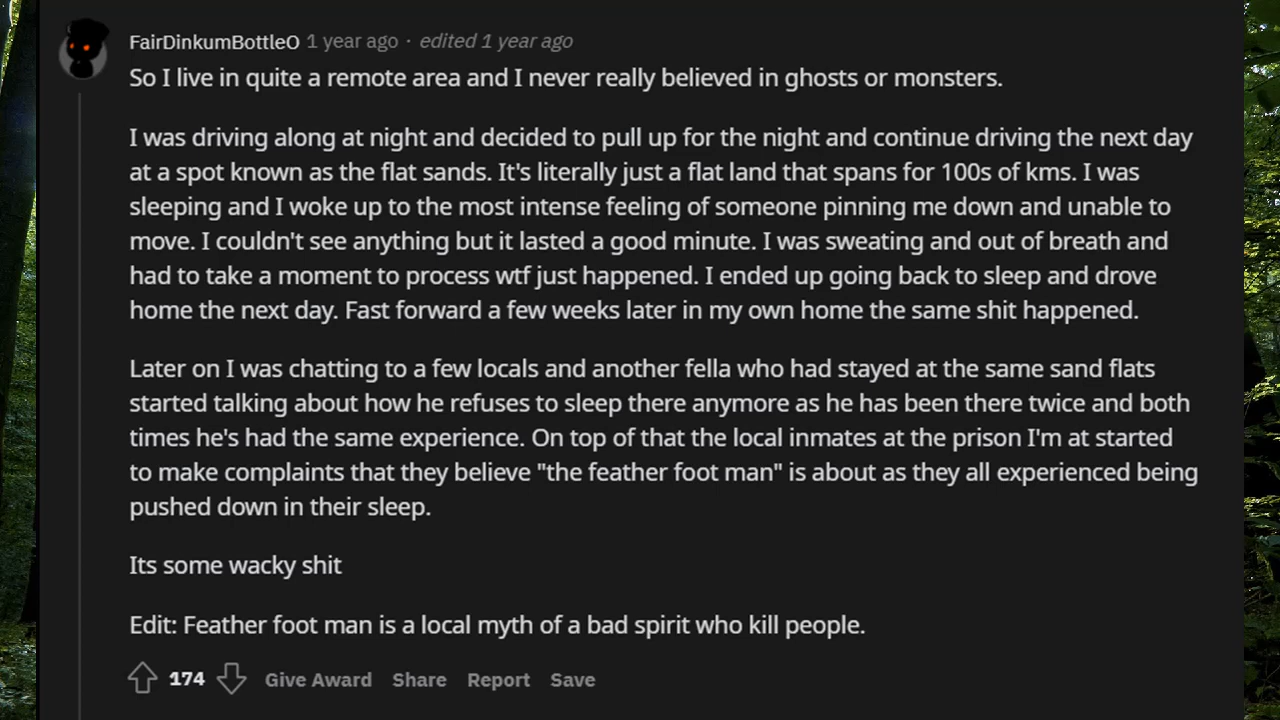 FairDinkumBottleO 1 year ago · edited 1 year ago
So I live in quite a remote area and I never really believed in ghosts or monsters.
I was driving along at night and decided to pull up for the night and continue driving the next day
at a spot known as the flat sands. It's literally just a flat land that spans for 100s of kms. I was
sleeping and I woke up to the most intense feeling of someone pinning me down and unable to
move. I couldn't see anything but it lasted a good minute. I was sweating and out of breath and
had to take a moment to process wtf just happened. I ended up going back to sleep and drove
home the next day. Fast forward a few weeks later in my own home the same shit happened.
Later on I was chatting to a few locals and another fella who had stayed at the same sand flats
started talking about how he refuses to sleep there anymore as he has been there twice and both
times he's had the same experience. On top of that the local inmates at the prison I'm at started
to make complaints that they believe "the feather foot man" is about as they all experienced being
pushed down in their sleep.
Its some wacky shit
Edit: Feather foot man is a local myth of a bad spirit who kill people.
174 Give Award Share Report Save